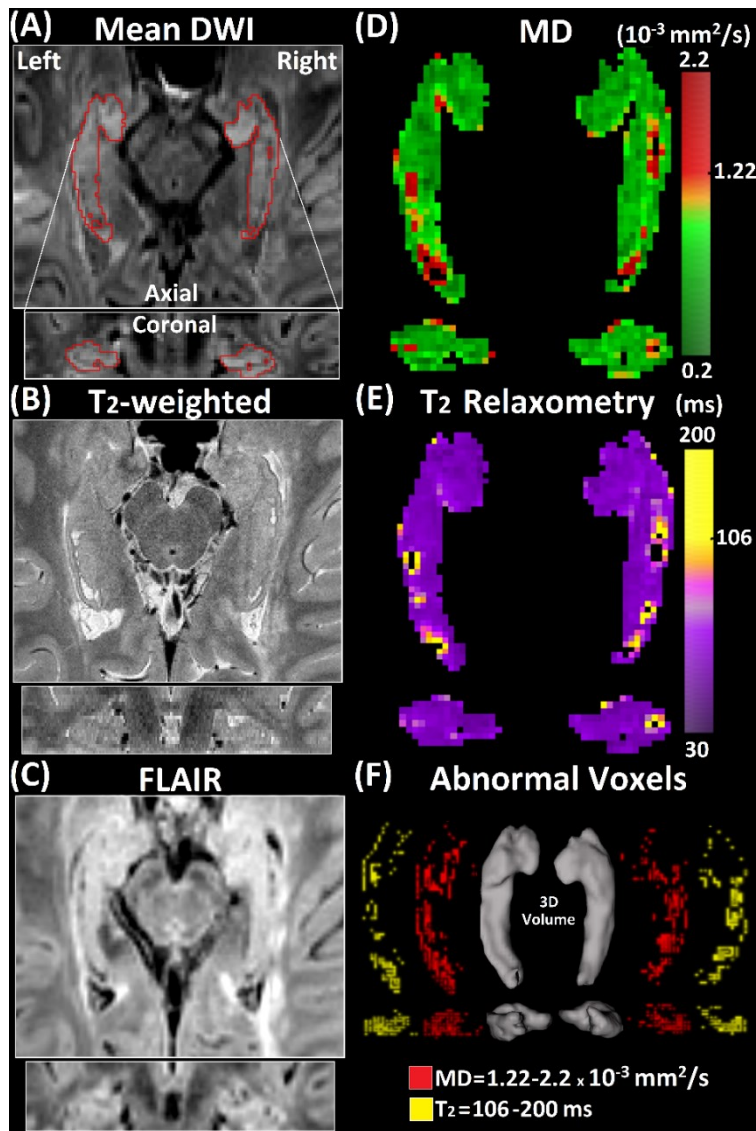 (A) Mean DWI
Left
Right
Axial
Coronal
(B) T₂-weighted
(C) FLAIR
(D) MD (10⁻³ mm²/s)
2.2
1.22
0.2
(E) T₂ Relaxometry (ms)
200
106
30
(F) Abnormal Voxels
3D
Volume
MD=1.22-2.2 x 10⁻³ mm²/s
T₂=106-200 ms